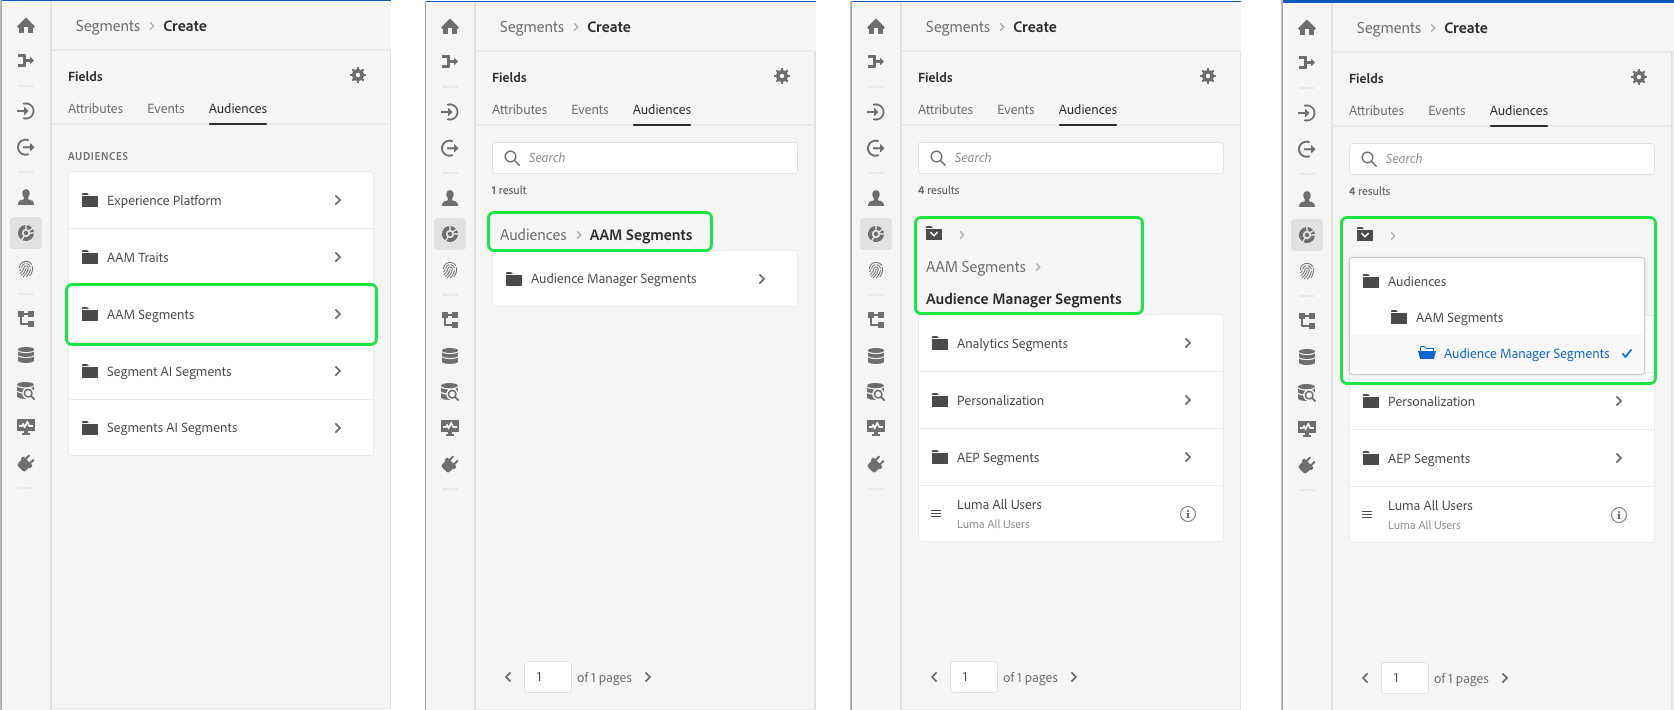 Segments > Create
Fields
Attributes Events Audiences
AUDIENCES
Experience Platform
AAM Traits
AAM Segments
Segment AI Segments
Segments AI Segments
Segments > Create
Fields
Attributes Events Audiences
Search
1 result
Audiences > AAM Segments
Audience Manager Segments
1 of 1 pages
Segments > Create
Fields
Attributes Events Audiences
Search
4 results
AAM Segments >
Audience Manager Segments
Analytics Segments
Personalization
AEP Segments
Luma All Users
Luma All Users
1 of 1 pages
Segments > Create
Fields
Attributes Events Audiences
Search
4 results
Audiences
AAM Segments
Audience Manager Segments
Personalization
AEP Segments
Luma All Users
Luma All Users
1 of 1 pages